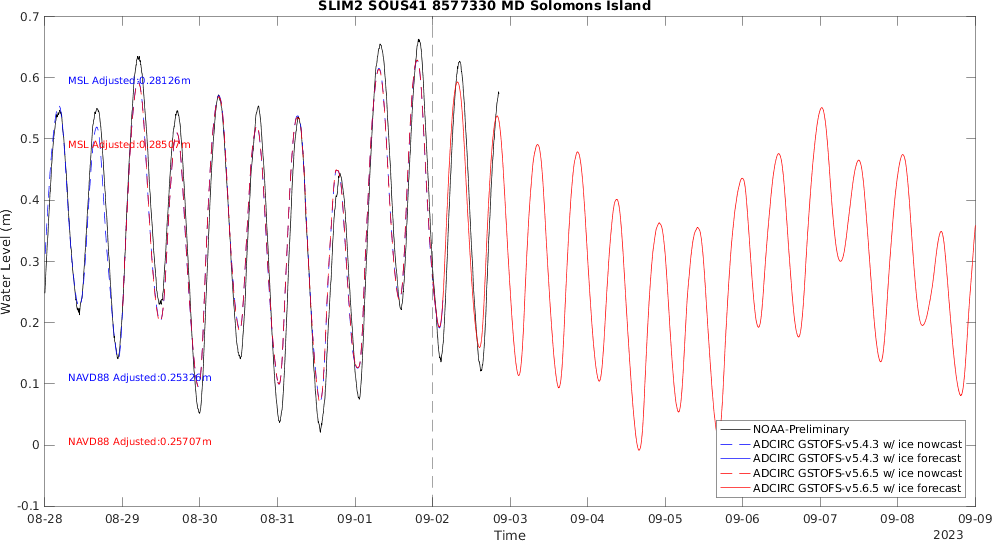 SLIM2 SOUS41 8577330 MD Solomons Island
Water Level (m)
0.7
0.6
0.5
0.4
0.3
0.2
0.1
0
-0.1
MSL Adjusted:0.28126m
MSL Adjusted:0.28507m
NAVD88 Adjusted:0.25326m
NAVD88 Adjusted:0.25707m
NOAA-Preliminary
ADCIRC GSTOFS-v5.4.3 w/ ice nowcast
ADCIRC GSTOFS-v5.4.3 w/ ice forecast
ADCIRC GSTOFS-v5.6.5 w/ ice nowcast
ADCIRC GSTOFS-v5.6.5 w/ ice forecast
08-28 08-29 08-30 08-31 09-01 09-02 09-03 09-04 09-05 09-06 09-07 09-08 09-09
Time
2023